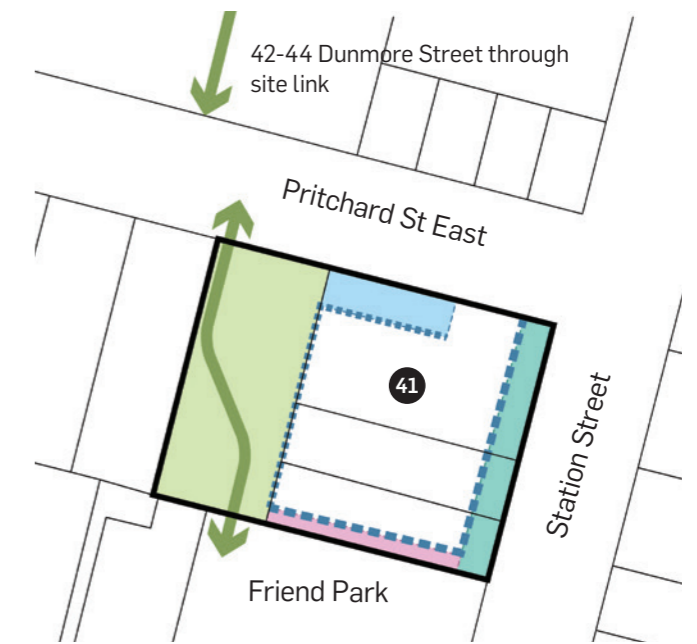 42-44 Dunmore Street through
site link
Pritchard St East
41
Station Street
Friend Park